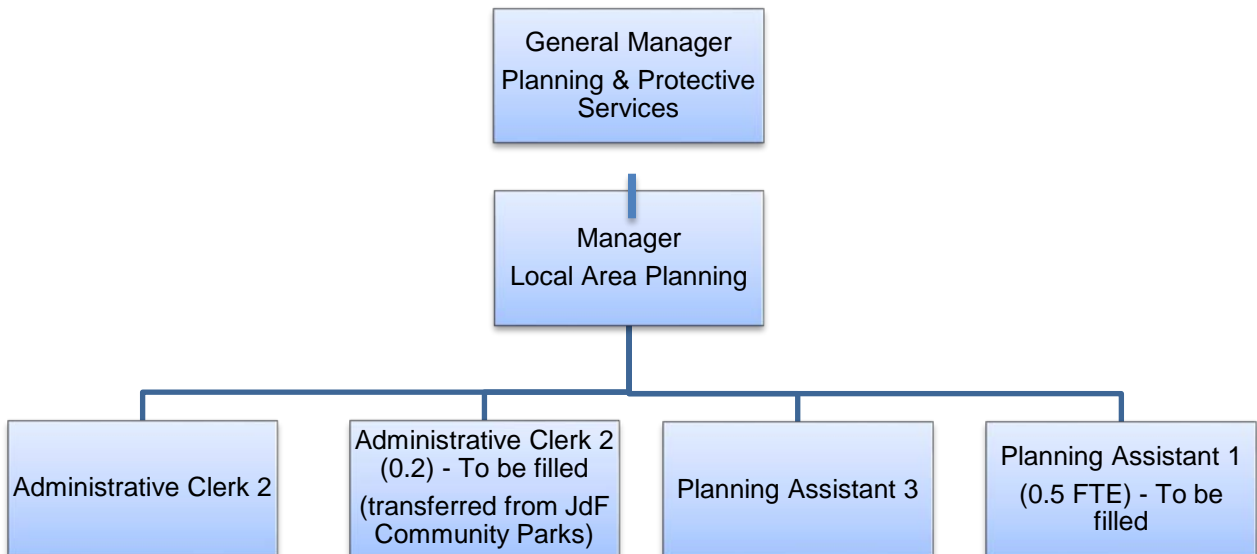 General Manager
Planning & Protective
Services
Manager
Local Area Planning
Administrative Clerk 2
Administrative Clerk 2
(0.2) - To be filled
(transferred from JdF
Community Parks)
Planning Assistant 3
Planning Assistant 1
(0.5 FTE) - To be
filled